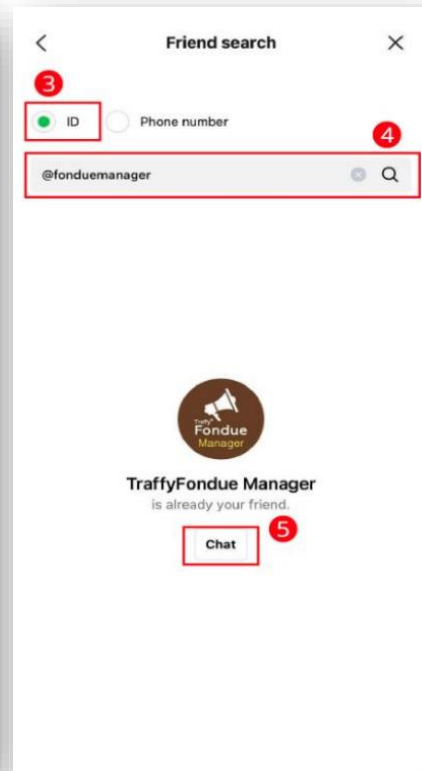 Friend search
3
ID Phone number
4
@fonduemanager
Traffy
Fondue
Manager
TraffyFondue Manager
is already your friend.
5
Chat